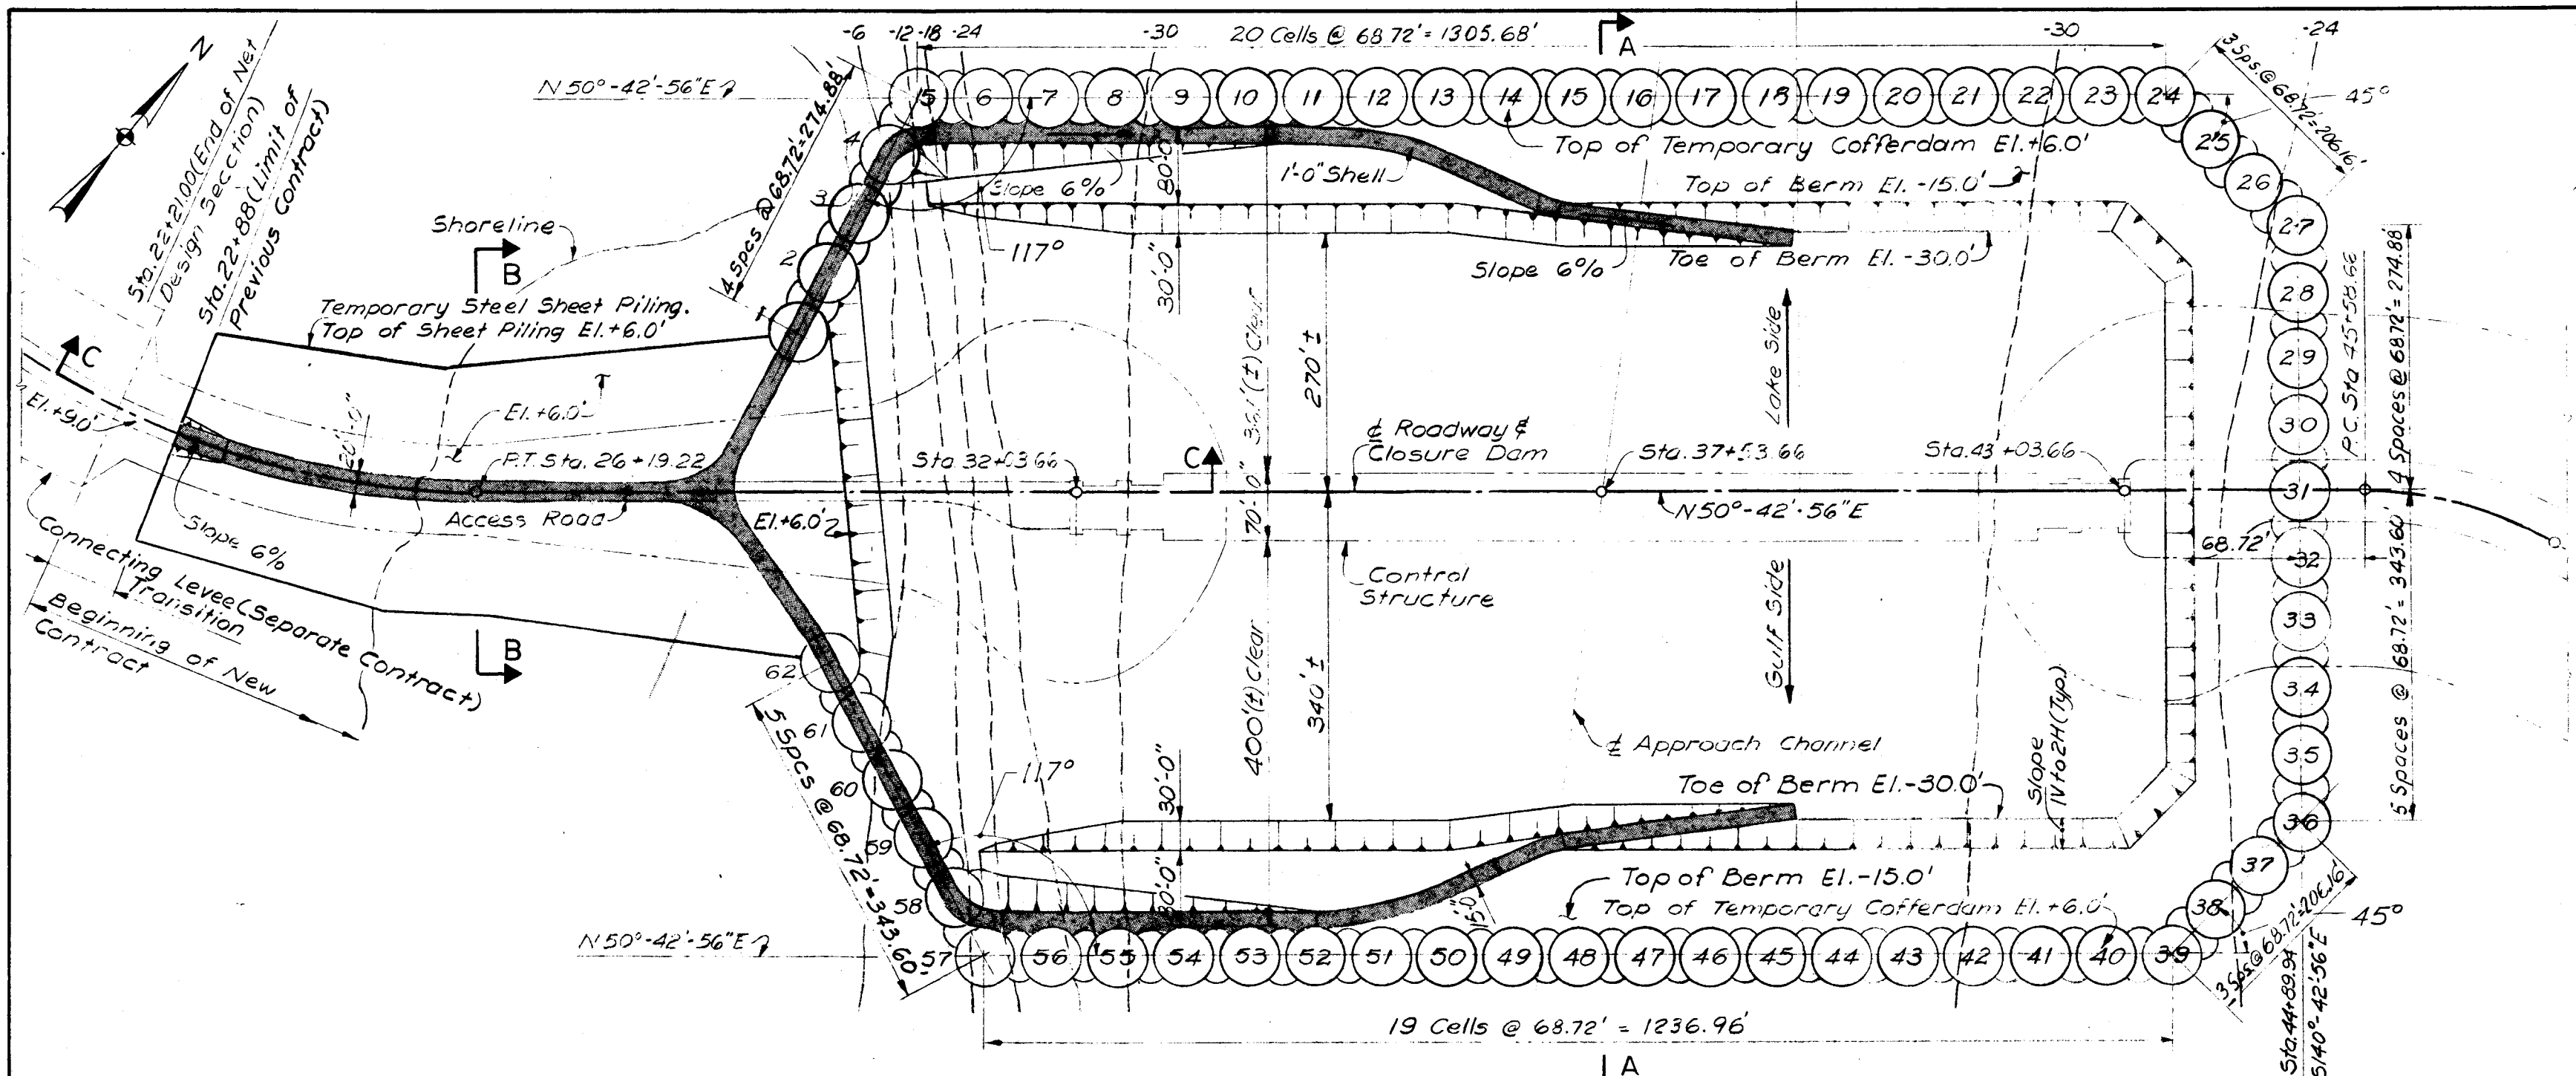 -6 -12 -18 -24
-30
20 Cells @ 68.72' = 1305.68'
A
-30
-24
N
Sta. 22+21.00 (End of Net
Design Section)
Sta. 22+88 (Limit of
Previous Contract)
N 50°-42'-56" E
4 Spcs @ 68.72' = 274.88'
3 Sps. @ 68.72' = 206.16'
45°
5 6 7 8 9 10 11 12 13 14 15 16 17 18 19 20 21 22 23 24
25
26
27
28
29
30
31
32
33
34
35
36
37
38
4
3
2
1
Top of Temporary Cofferdam El. +6.0'
1'-0" Shell
Slope 6%
80'-0"
Top of Berm El. -15.0'
Shoreline
B
117°
30'-0"
Slope 6%
Toe of Berm El. -30.0'
Temporary Steel Sheet Piling.
Top of Sheet Piling El. +6.0'
C
El. +9.0'
20'-0"
El. +6.0'
P.T. Sta. 26+19.22
Access Road
Slope 6%
El. +6.0'
Connecting Levee (Separate Contract)
Transition
Beginning of New
Contract
B
Sta. 32+03.66
C
361'(±) Clear
270' ±
70'-0"
℄ Roadway &
Closure Dam
Lake Side
Sta. 37+53.66
Sta. 43+03.66
N 50°-42'-56" E
P.C. Sta 45+58.66
4 Spaces @ 68.72' = 274.88'
68.72'
5 Spaces @ 68.72' = 343.60'
Control
Structure
Gulf Side
400'(±) Clear
340' ±
℄ Approach Channel
Slope
1V to 2H (Typ.)
62
61
60
59
58
57
5 Spcs @ 68.72' = 343.60'
117°
30'-0"
Toe of Berm El. -30.0'
Top of Berm El. -15.0'
Top of Temporary Cofferdam El. +6.0'
15'-0"
N 50°-42'-56" E
56 55 54 53 52 51 50 49 48 47 46 45 44 43 42 41 40 39
45°
3 Sps @ 68.72' = 206.16'
Sta. 44+89.94
S 140°-42'-56" E
19 Cells @ 68.72' = 1236.96'
A